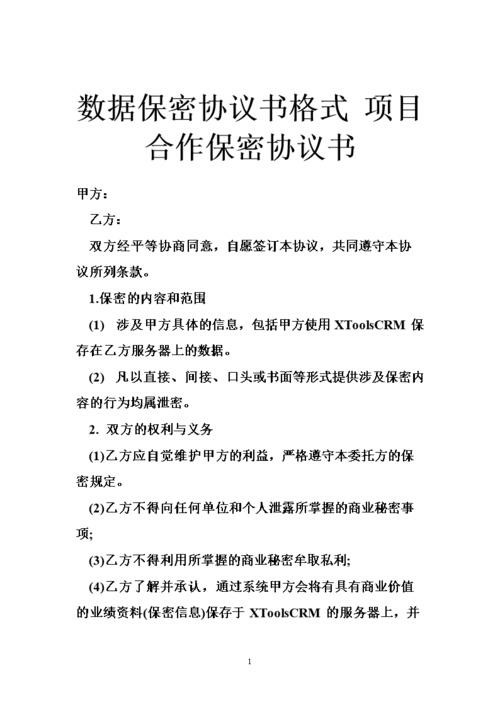 数据保密协议书格式 项目
合作保密协议书
甲方：
乙方：
双方经平等协商同意，自愿签订本协议，共同遵守本协
议所列条款。
1.保密的内容和范围
(1) 涉及甲方具体的信息，包括甲方使用XToolsCRM 保
存在乙方服务器上的数据。
(2) 凡以直接、间接、口头或书面等形式提供涉及保密内
容的行为均属泄密。
2. 双方的权利与义务
(1)乙方应自觉维护甲方的利益，严格遵守本委托方的保
密规定。
(2)乙方不得向任何单位和个人泄露所掌握的商业秘密事
项;
(3)乙方不得利用所掌握的商业秘密牟取私利;
(4)乙方了解并承认，通过系统甲方会将有具有商业价值
的业绩资料(保密信息)保存于 XToolsCRM 的服务器上，并
1